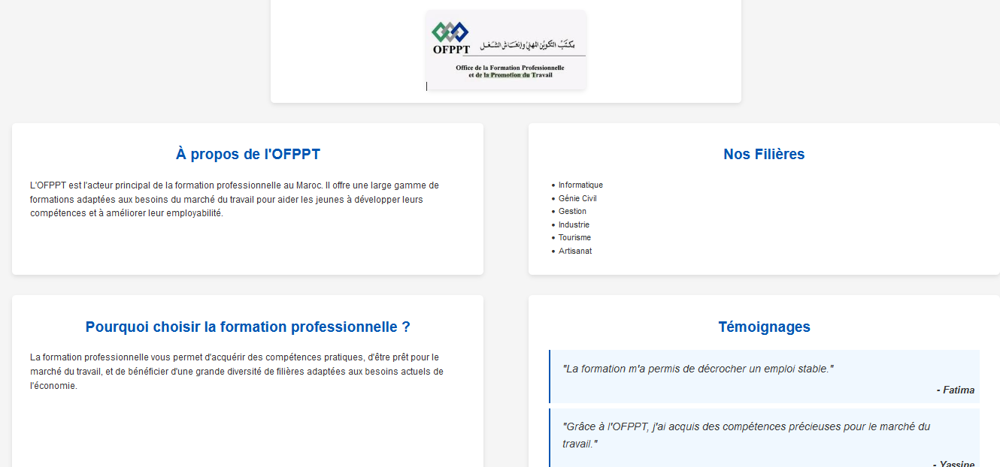 OFPPT
مكتب التكوين المهني وإنعاش الشغل
Office de la Formation Professionnelle
et de la Promotion du Travail
À propos de l'OFPPT
L'OFPPT est l'acteur principal de la formation professionnelle au Maroc. Il offre une large gamme de
formations adaptées aux besoins du marché du travail pour aider les jeunes à développer leurs
compétences et à améliorer leur employabilité.
Nos Filières
• Informatique
• Génie Civil
• Gestion
• Industrie
• Tourisme
• Artisanat
Pourquoi choisir la formation professionnelle ?
La formation professionnelle vous permet d'acquérir des compétences pratiques, d'être prêt pour le
marché du travail, et de bénéficier d'une grande diversité de filières adaptées aux besoins actuels de
l'économie.
Témoignages
"La formation m'a permis de décrocher un emploi stable."
- Fatima
"Grâce à l'OFPPT, j'ai acquis des compétences précieuses pour le marché du
travail."
- Yassine